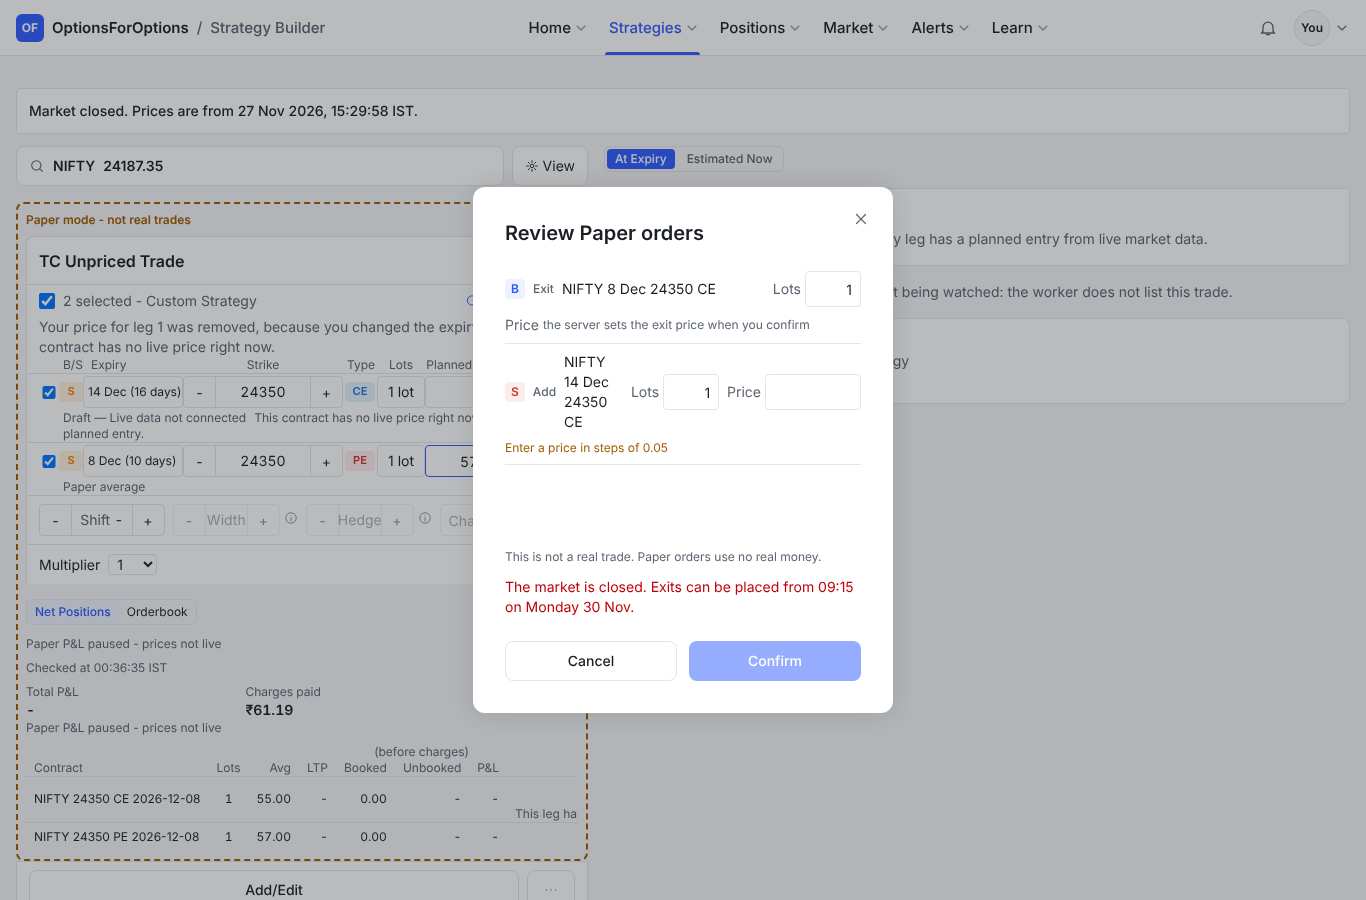 OF OptionsForOptions / Strategy Builder
Home Strategies Positions Market Alerts Learn
You
Market closed. Prices are from 27 Nov 2026, 15:29:58 IST.
NIFTY 24187.35
View
At Expiry Estimated Now
Paper mode - not real trades
TC Unpriced Trade
2 selected - Custom Strategy
Your price for leg 1 was removed, because you changed the
contract has no live price right now.
B/S Expiry Strike Type Lots Planned
S 14 Dec (16 days) - 24350 + CE 1 lot
Draft — Live data not connected This contract has no live price right
planned entry.
S 8 Dec (10 days) - 24350 + PE 1 lot 57
Paper average
- Shift - + - Width + - Hedge +
Multiplier 1
Net Positions Orderbook
Paper P&L paused - prices not live
Checked at 00:36:35 IST
Total P&L Charges paid
- ₹61.19
Paper P&L paused - prices not live
(before charges)
Contract Lots Avg LTP Booked Unbooked P&L
NIFTY 24350 CE 2026-12-08 1 55.00 - 0.00 - -
This leg ha
NIFTY 24350 PE 2026-12-08 1 57.00 - 0.00 - -
Add/Edit ...
leg has a planned entry from live market data.
being watched: the worker does not list this trade.
Review Paper orders
B Exit NIFTY 8 Dec 24350 CE Lots 1
Price the server sets the exit price when you confirm
S Add
NIFTY
14 Dec
24350
CE
Lots 1 Price
Enter a price in steps of 0.05
This is not a real trade. Paper orders use no real money.
The market is closed. Exits can be placed from 09:15
on Monday 30 Nov.
Cancel Confirm